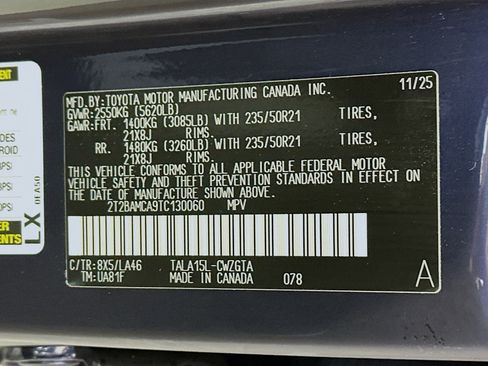 MFD.BY:TOYOTA MOTOR MANUFACTURING CANADA INC. 11/25
GVWR:2550KG (5620LB)
GAWR:FRT. 1400KG (3085LB) WITH 235/50R21 TIRES,
21X8J RIMS.
RR. 1480KG (3260LB) WITH 235/50R21 TIRES,
21X8J RIMS.
THIS VEHICLE CONFORMS TO ALL APPLICABLE FEDERAL MOTOR
VEHICLE SAFETY AND THEFT PREVENTION STANDARDS IN EFFECT
ON THE DATE OF MANUFACTURE SHOWN ABOVE.
2T2BAMCA9TC130060 MPV
C/TR:8X5/LA46 TALA15L-CWZGTA
TM:UA81F MADE IN CANADA 078 A
LX
0EA50